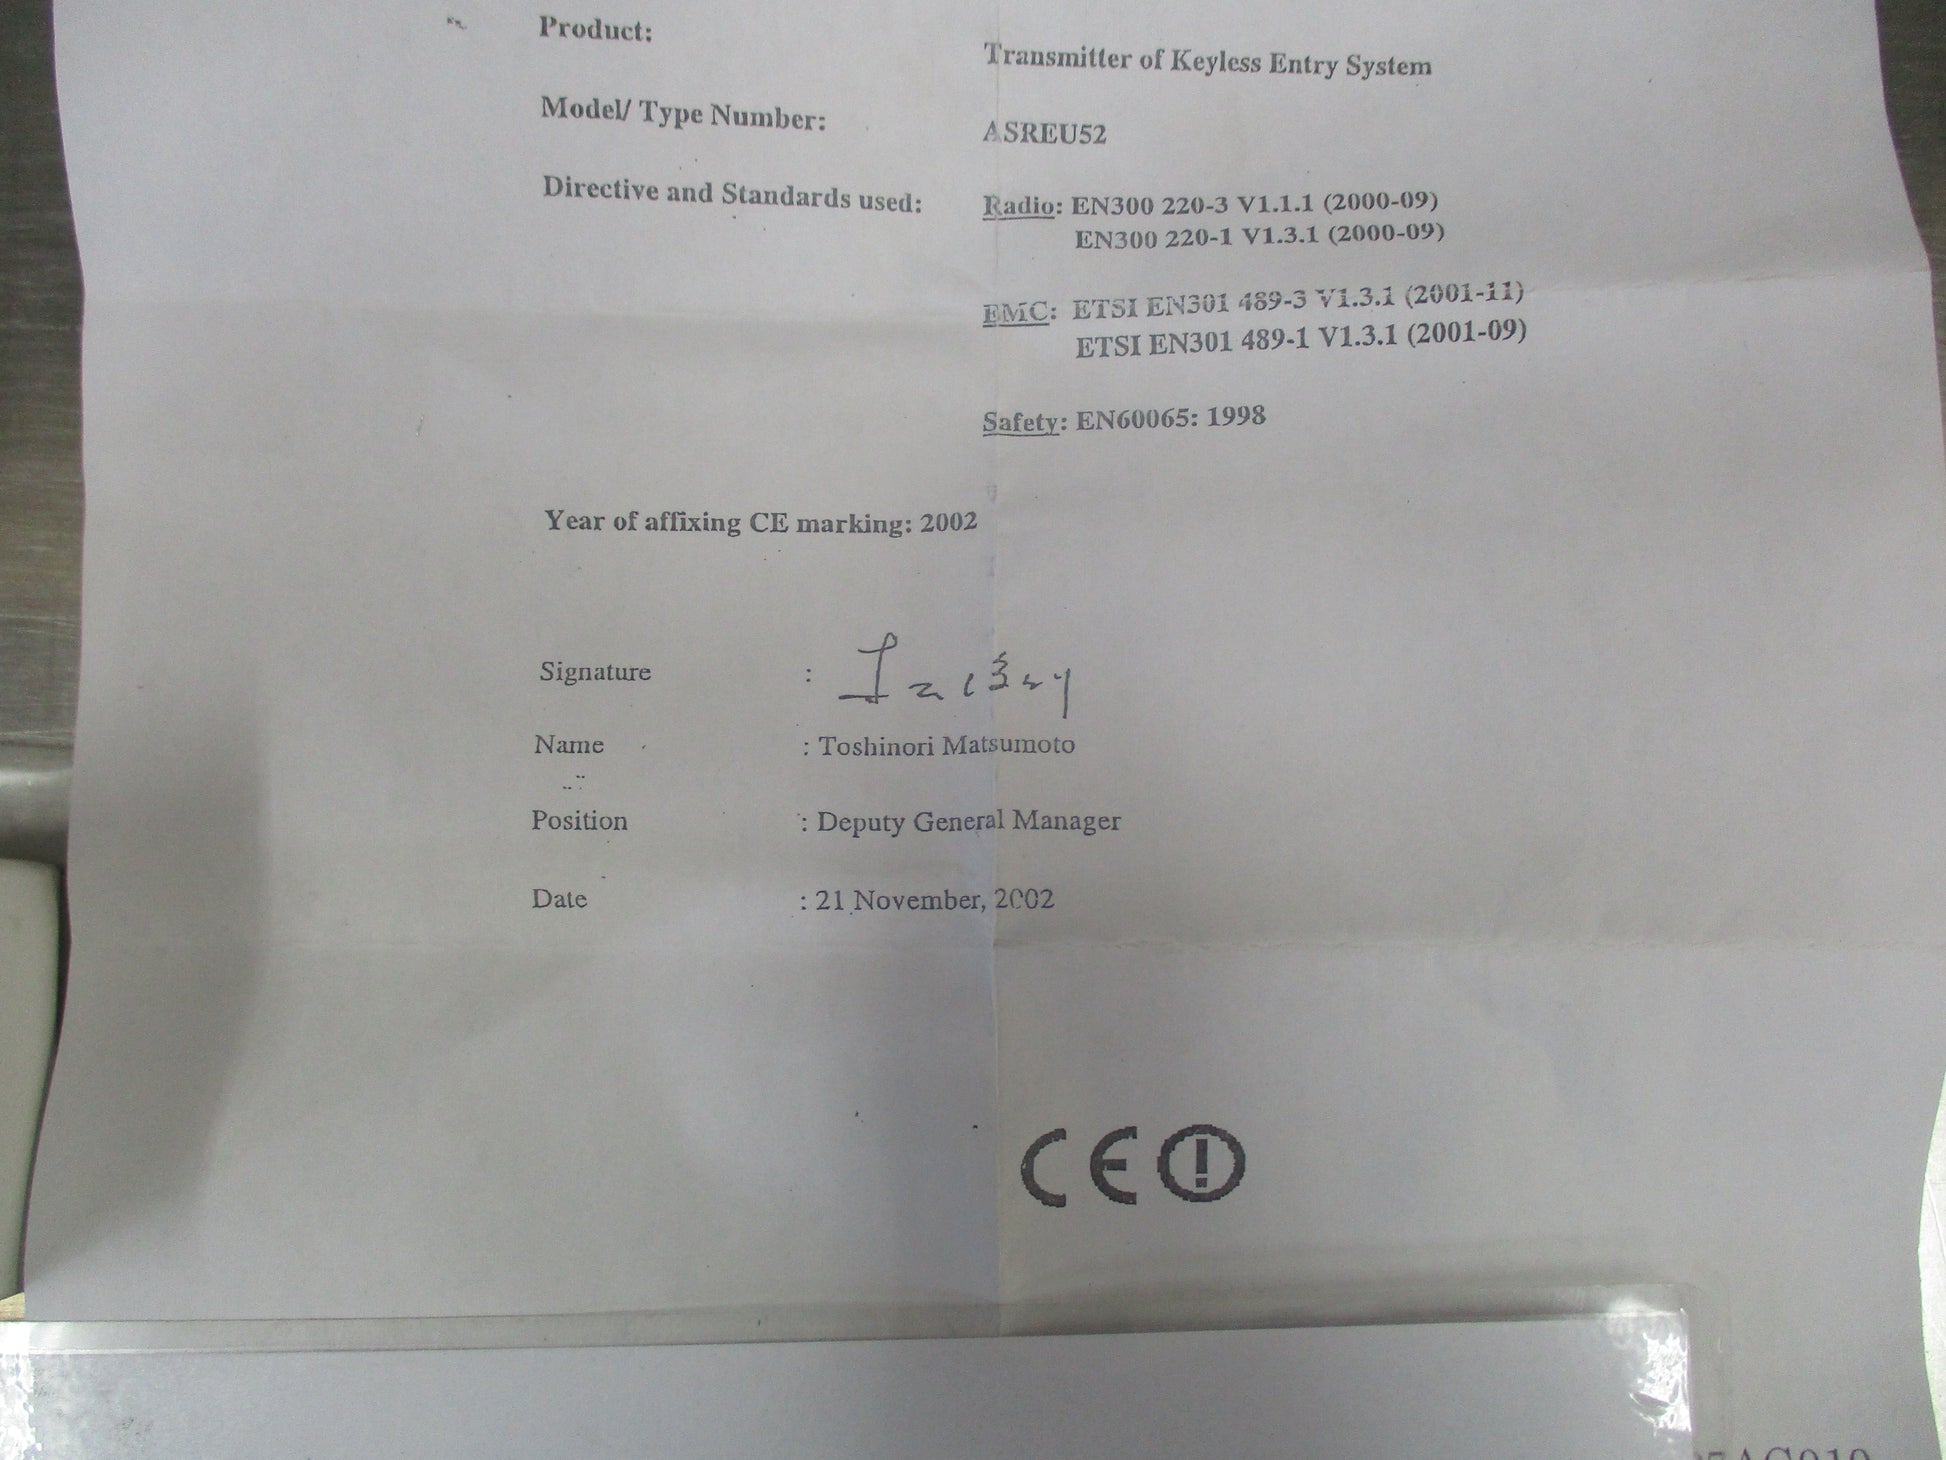 Product:
Transmitter of Keyless Entry System
Model/ Type Number:
ASREU52
Directive and Standards used:
Radio: EN300 220-3 V1.1.1 (2000-09)
EN300 220-1 V1.3.1 (2000-09)
EMC: ETSI EN301 489-3 V1.3.1 (2001-11)
ETSI EN301 489-1 V1.3.1 (2001-09)
Safety: EN60065: 1998
Year of affixing CE marking: 2002
Signature :
Name : Toshinori Matsumoto
Position : Deputy General Manager
Date : 21 November, 2002
CE